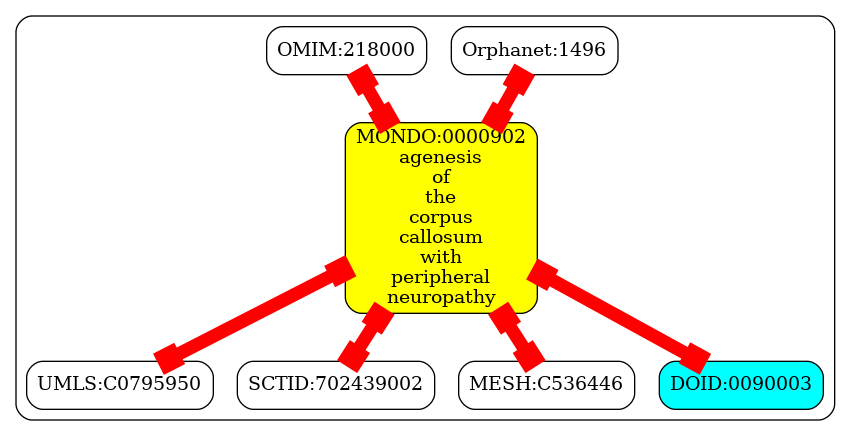 OMIM:218000
Orphanet:1496
MONDO:0000902
agenesis
of
the
corpus
callosum
with
peripheral
neuropathy
UMLS:C0795950
SCTID:702439002
MESH:C536446
DOID:0090003